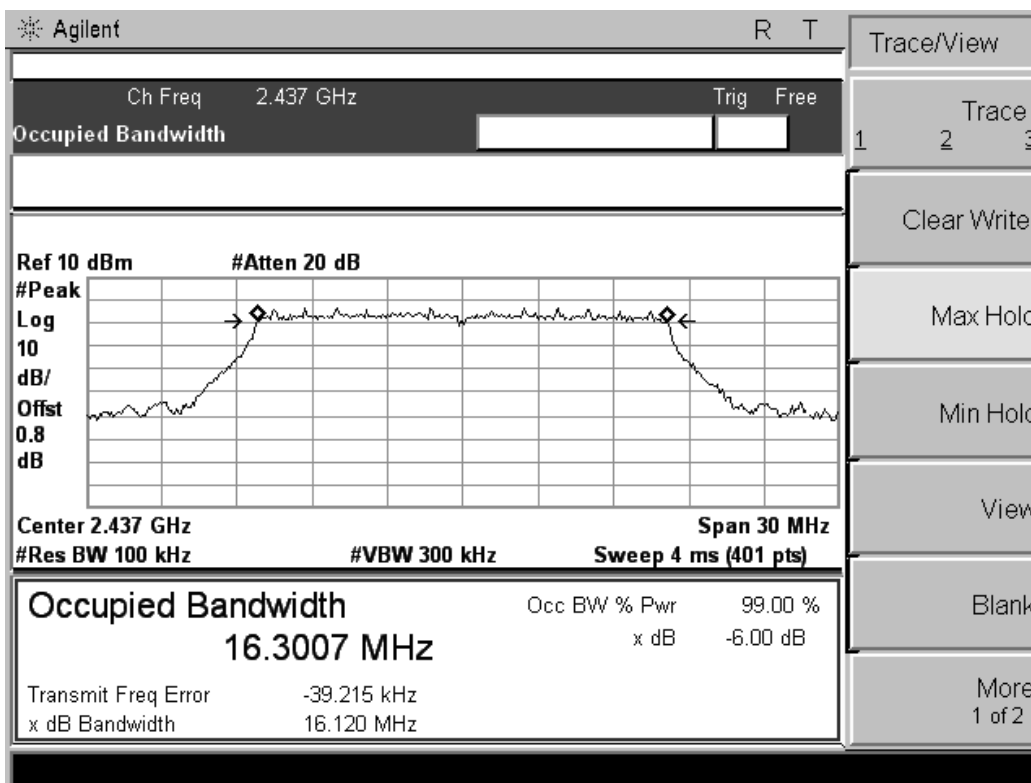 Agilent R T
Trace/View
Ch Freq 2.437 GHz Trig Free
Occupied Bandwidth
Trace
1 2 3
Clear Write
Max Hold
Min Hold
View
Blank
More
1 of 2
Ref 10 dBm #Atten 20 dB
#Peak
Log
10
dB/
Offst
0.8
dB
Center 2.437 GHz Span 30 MHz
#Res BW 100 kHz #VBW 300 kHz Sweep 4 ms (401 pts)
Occupied Bandwidth
16.3007 MHz
Occ BW % Pwr 99.00 %
x dB -6.00 dB
Transmit Freq Error -39.215 kHz
x dB Bandwidth 16.120 MHz